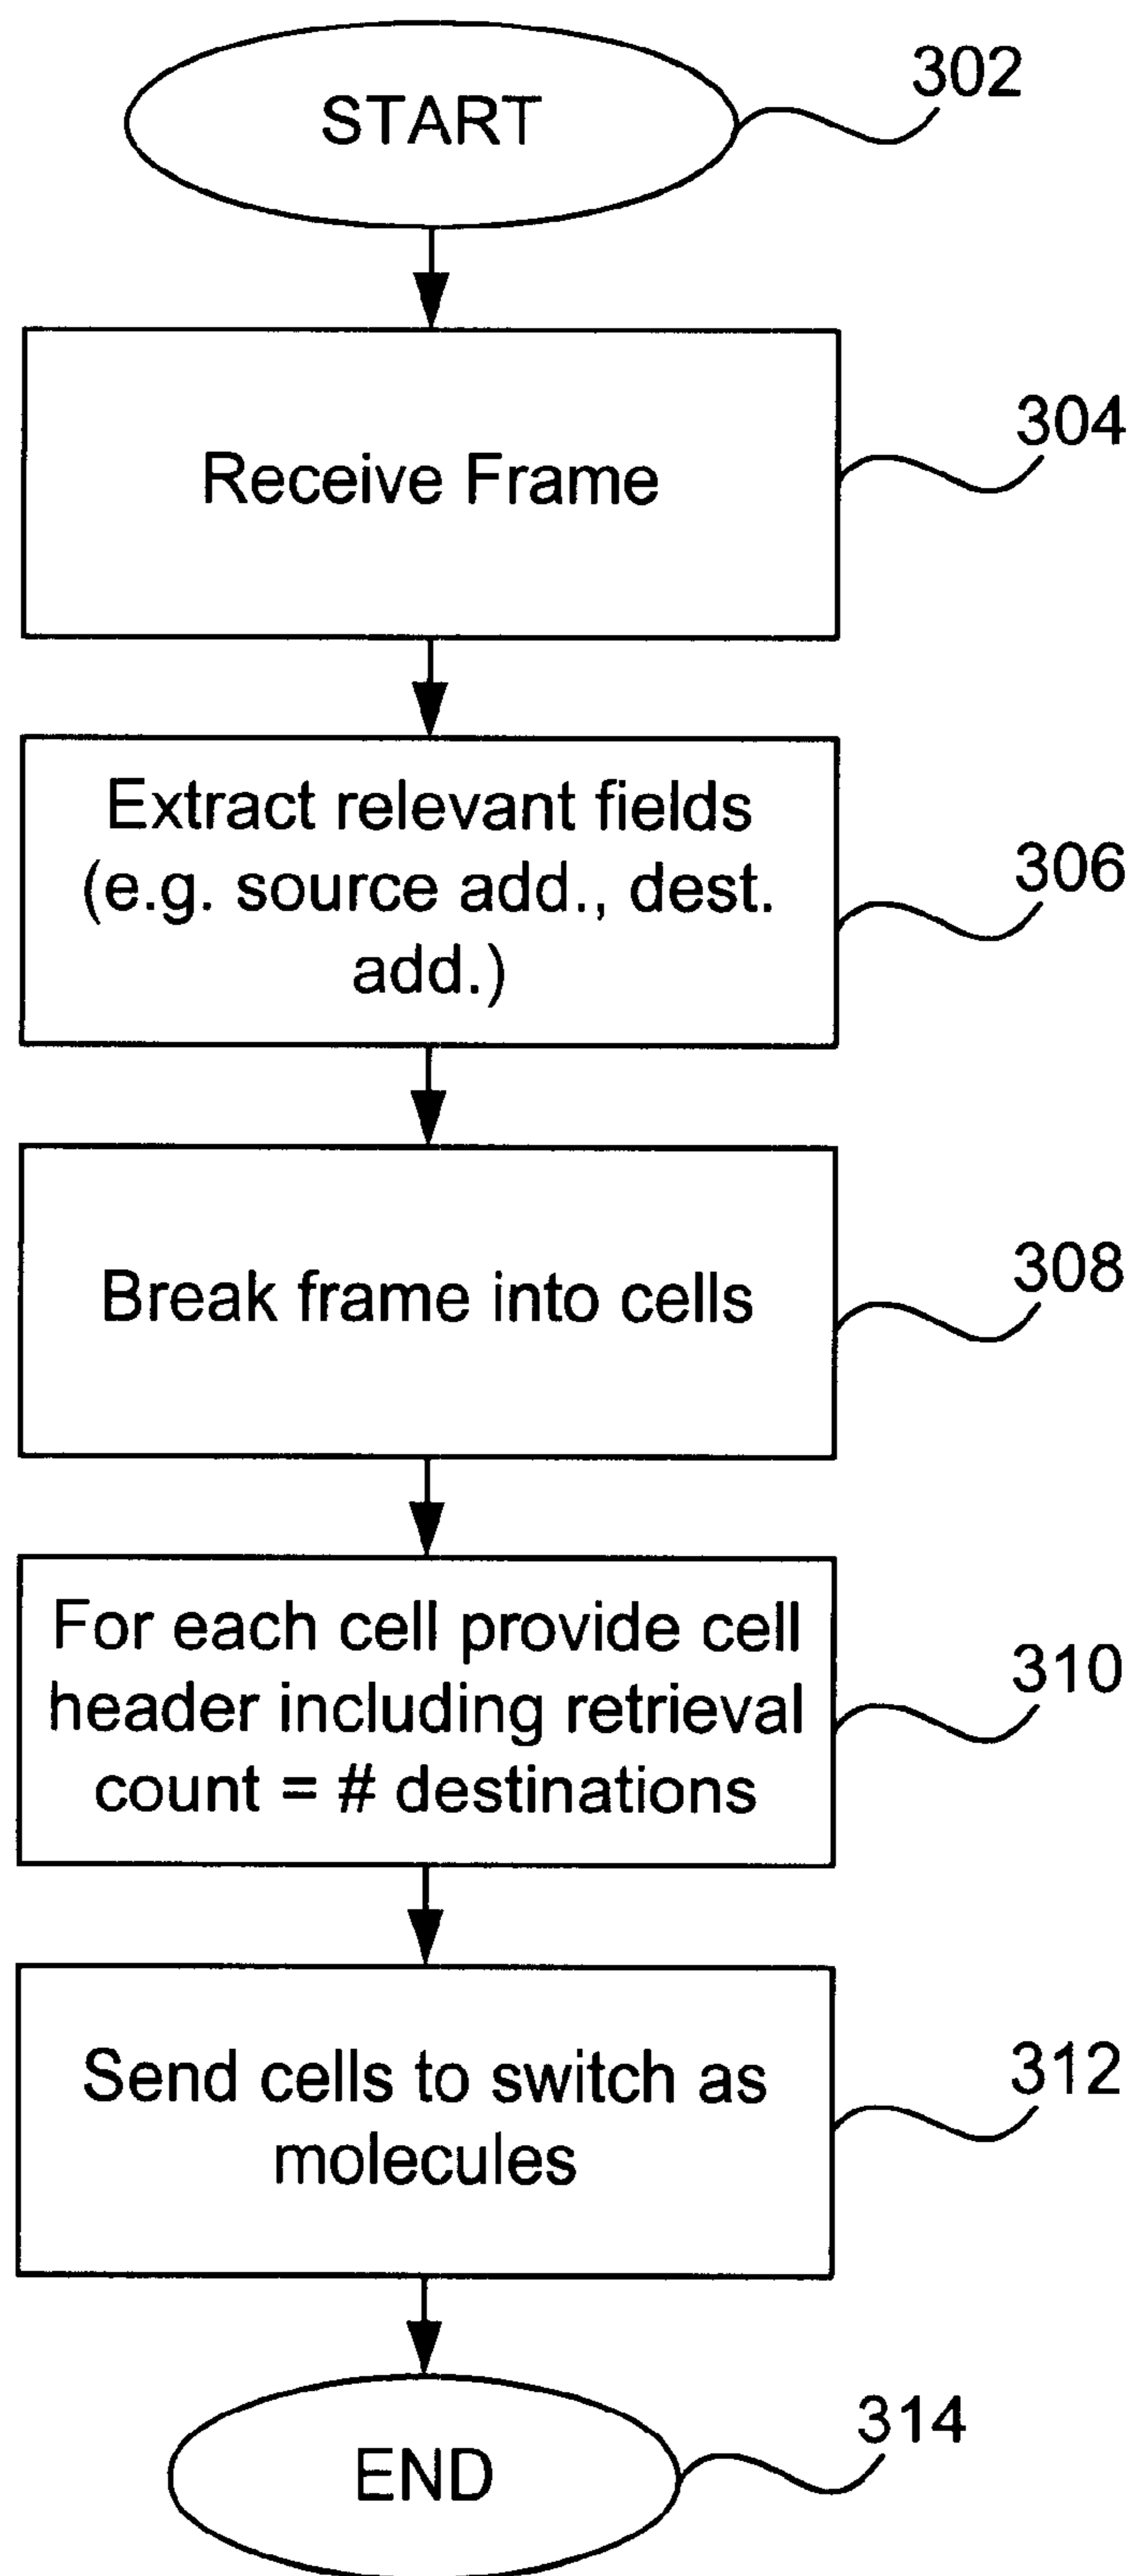 START
302
Receive Frame
304
Extract relevant fields
(e.g. source add., dest.
add.)
306
Break frame into cells
308
For each cell provide cell
header including retrieval
count = # destinations
310
Send cells to switch as
molecules
312
END
314